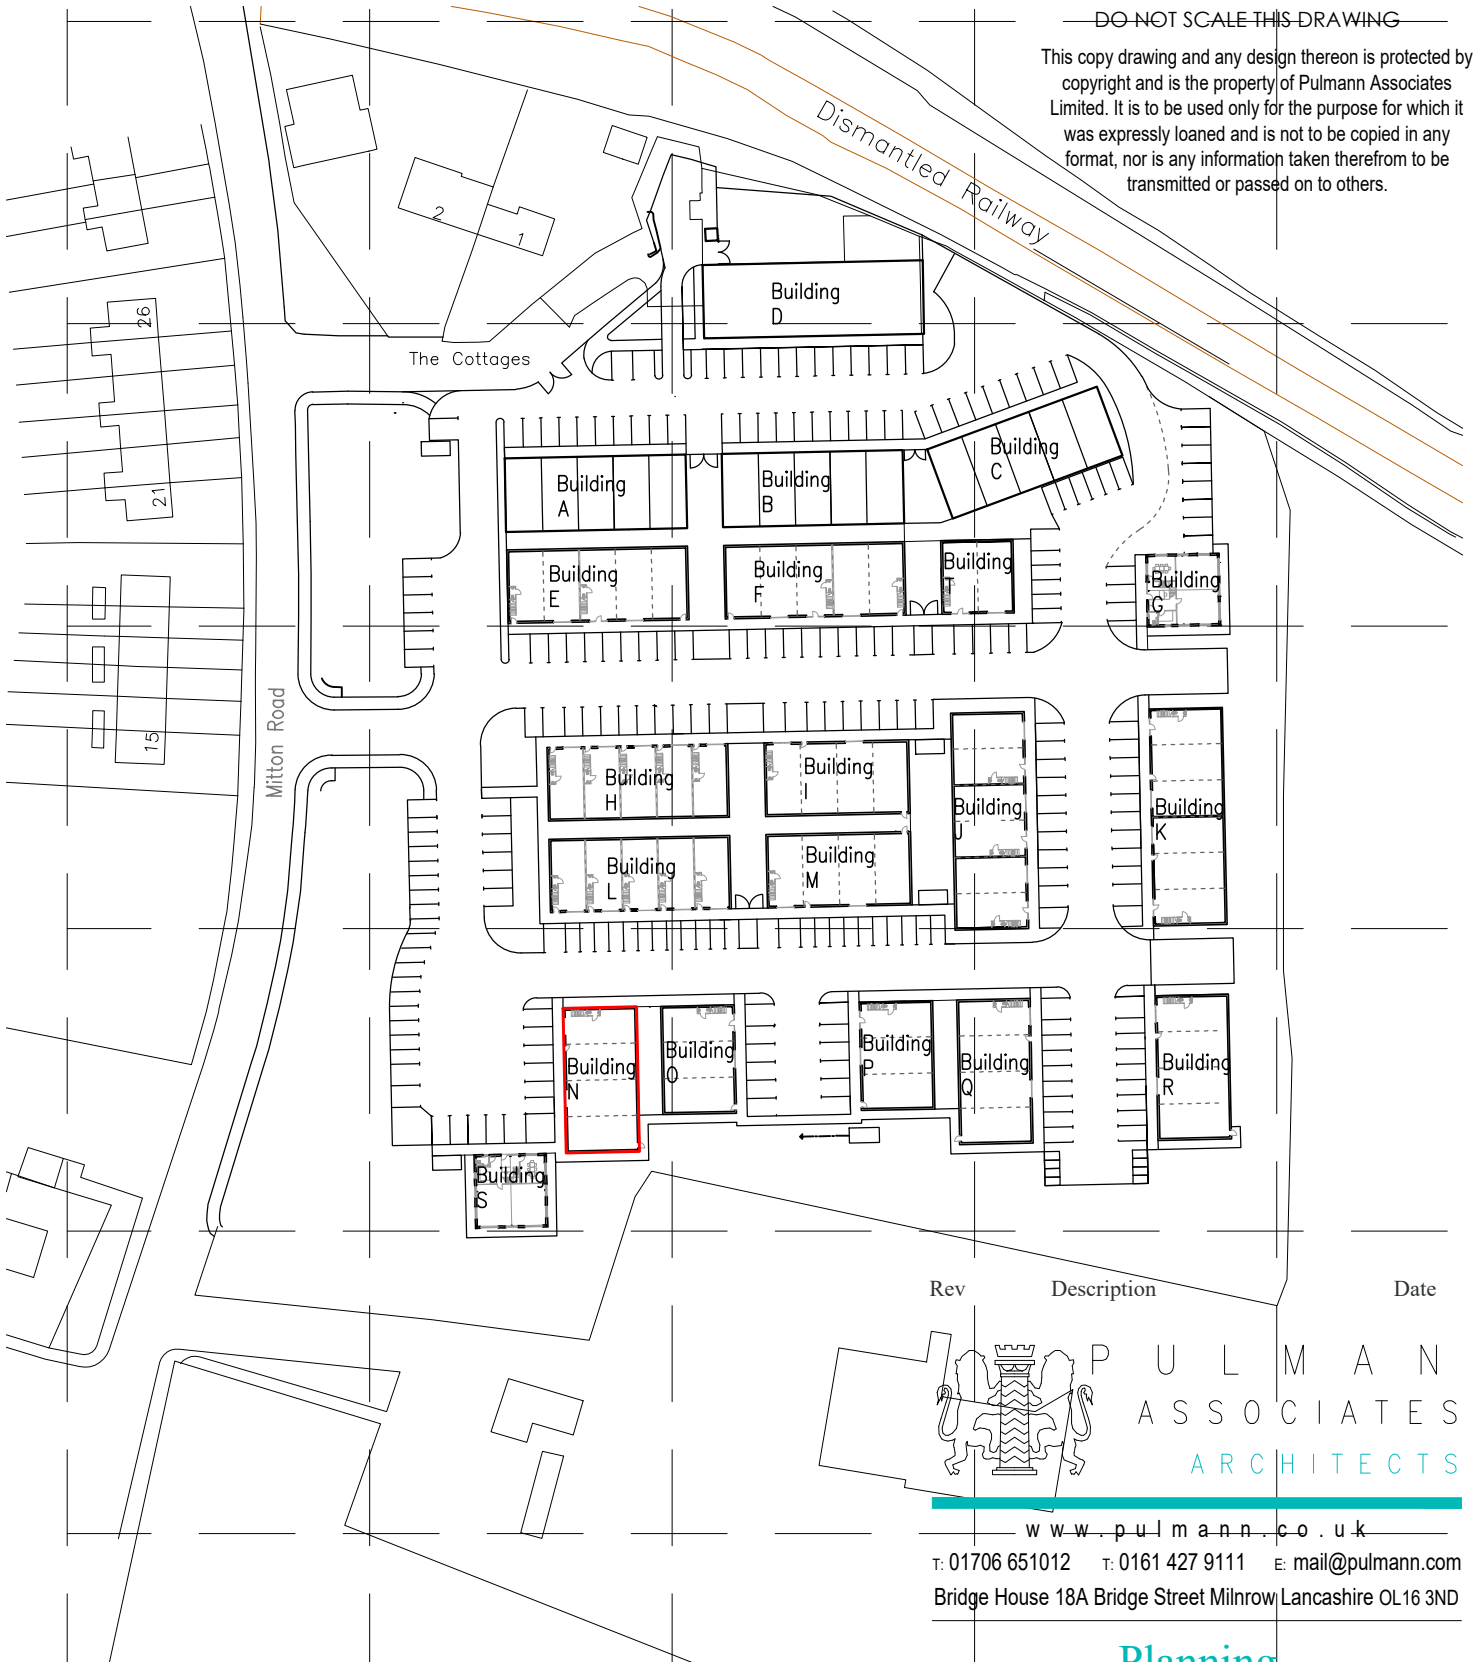 DO NOT SCALE THIS DRAWING
This copy drawing and any design thereon is protected by
copyright and is the property of Pulmann Associates
Limited. It is to be used only for the purpose for which it
was expressly loaned and is not to be copied in any
format, nor is any information taken therefrom to be
transmitted or passed on to others.
Dismantled Railway
2
1
26
The Cottages
21
15
Mitton Road
Building
D
Building
A
Building
B
Building
C
Building
E
Building
F
Building
T
Building
G
Building
H
Building
I
Building
J
Building
K
Building
L
Building
M
Building
N
Building
O
Building
P
Building
Q
Building
R
Building
S
Rev Description Date
PULMAN
ASSOCIATES
ARCHITECTS
www.pulmann.co.uk
T: 01706 651012 T: 0161 427 9111 E: mail@pulmann.com
Bridge House 18A Bridge Street Milnrow Lancashire OL16 3ND
Planning